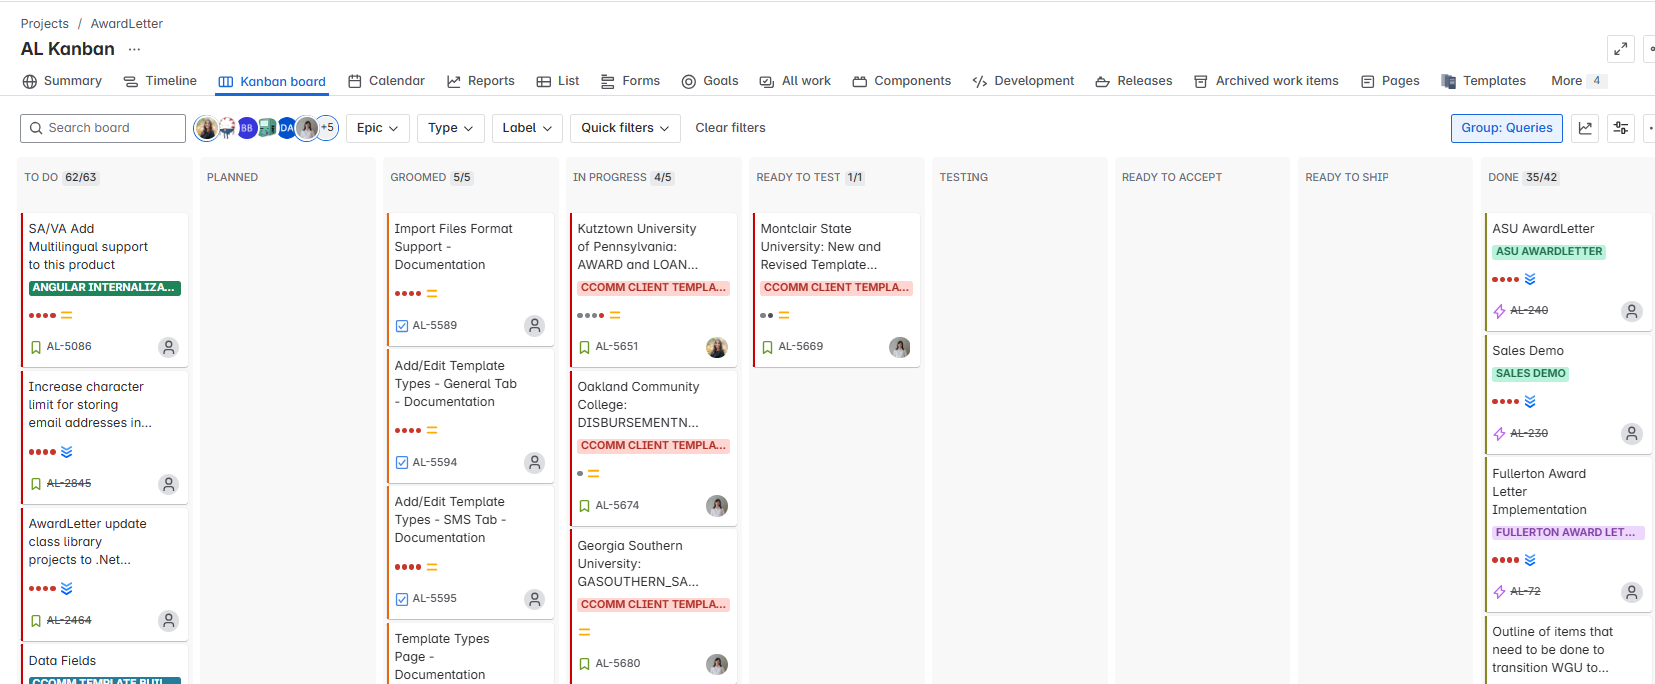 Projects / AwardLetter
AL Kanban ...
Summary Timeline Kanban board Calendar Reports List Forms Goals All work Components Development Releases Archived work items Pages Templates More 4
Search board BB DA +5 Epic Type Label Quick filters Clear filters Group: Queries
TO DO 62/63
SA/VA Add
Multilingual support
to this product
ANGULAR INTERNALIZA...
AL-5086
Increase character
limit for storing
email addresses in...
AL-2845
AwardLetter update
class library
projects to .Net...
AL-2464
Data Fields
CCOMM TEMPLATE BUIL...
PLANNED
GROOMED 5/5
Import Files Format
Support -
Documentation
AL-5589
Add/Edit Template
Types - General Tab
- Documentation
AL-5594
Add/Edit Template
Types - SMS Tab -
Documentation
AL-5595
Template Types
Page -
Documentation
IN PROGRESS 4/5
Kutztown University
of Pennsylvania:
AWARD and LOAN...
CCOMM CLIENT TEMPLA...
AL-5651
Oakland Community
College:
DISBURSEMENTN...
CCOMM CLIENT TEMPLA...
AL-5674
Georgia Southern
University:
GASOUTHERN_SA...
CCOMM CLIENT TEMPLA...
AL-5680
READY TO TEST 1/1
Montclair State
University: New and
Revised Template...
CCOMM CLIENT TEMPLA...
AL-5669
TESTING
READY TO ACCEPT
READY TO SHIP
DONE 35/42
ASU AwardLetter
ASU AWARDLETTER
AL-240
Sales Demo
SALES DEMO
AL-230
Fullerton Award
Letter
Implementation
FULLERTON AWARD LET...
AL-72
Outline of items that
need to be done to
transition WGU to...